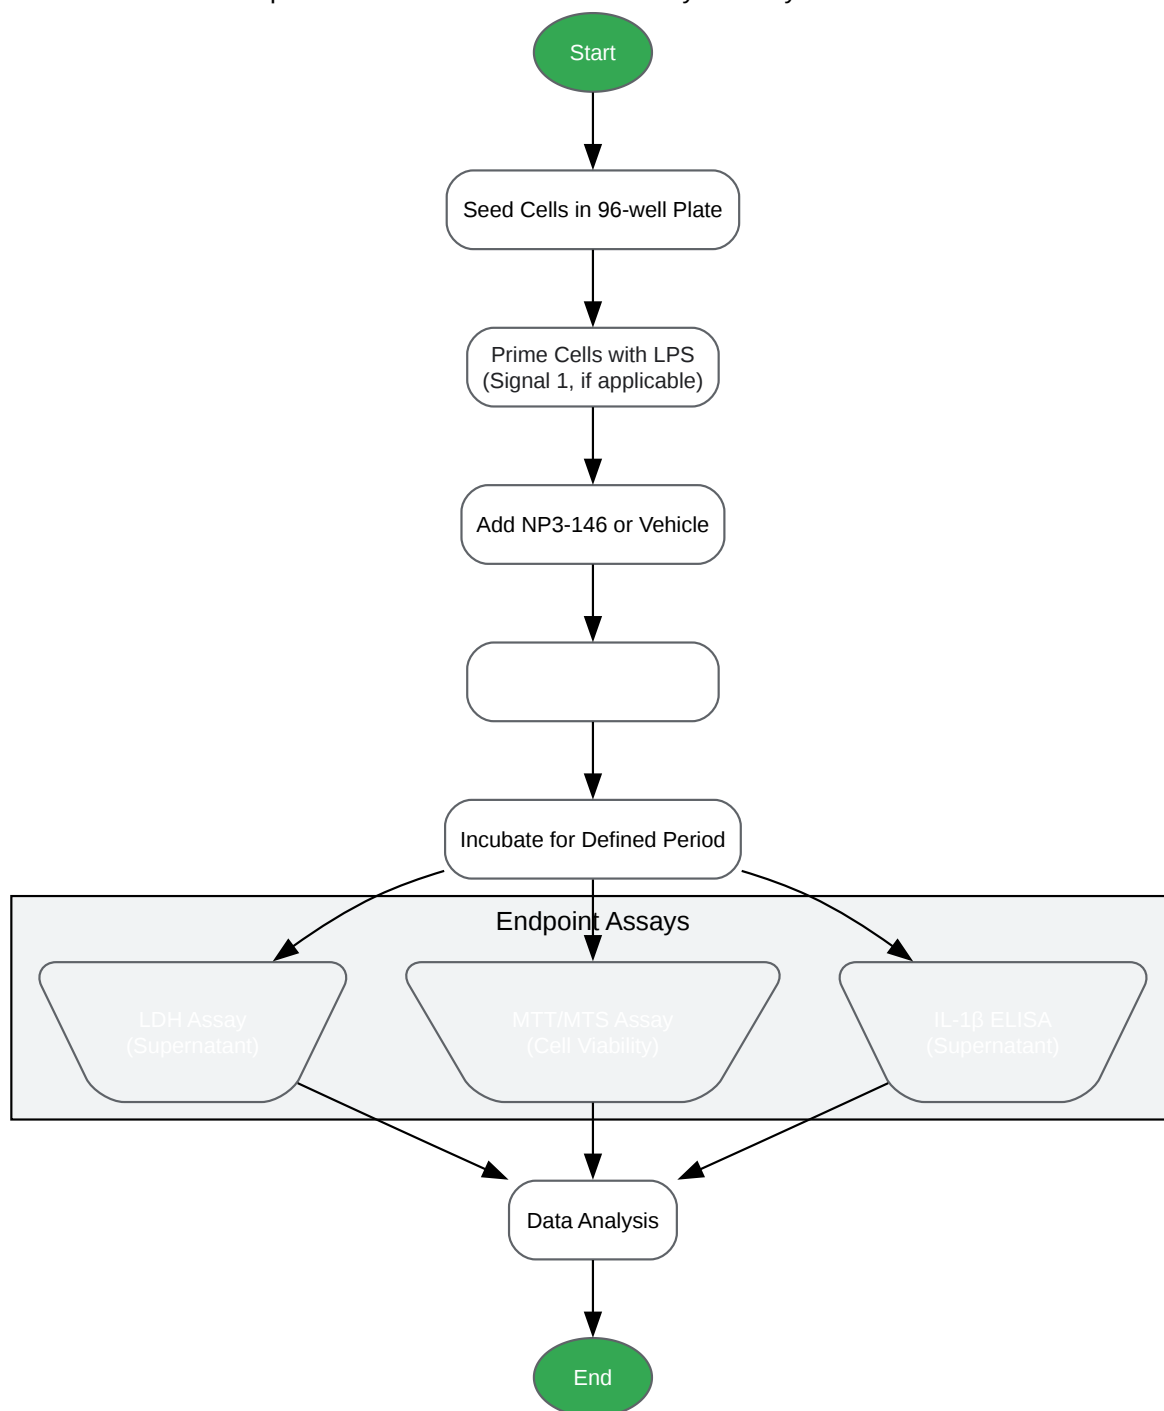 Start
Seed Cells in 96-well Plate
Prime Cells with LPS
(Signal 1, if applicable)
Add NP3-146 or Vehicle
Incubate for Defined Period
Endpoint Assays
LDH Assay
(Supernatant)
MTT/MTS Assay
(Cell Viability)
IL-1β ELISA
(Supernatant)
Data Analysis
End